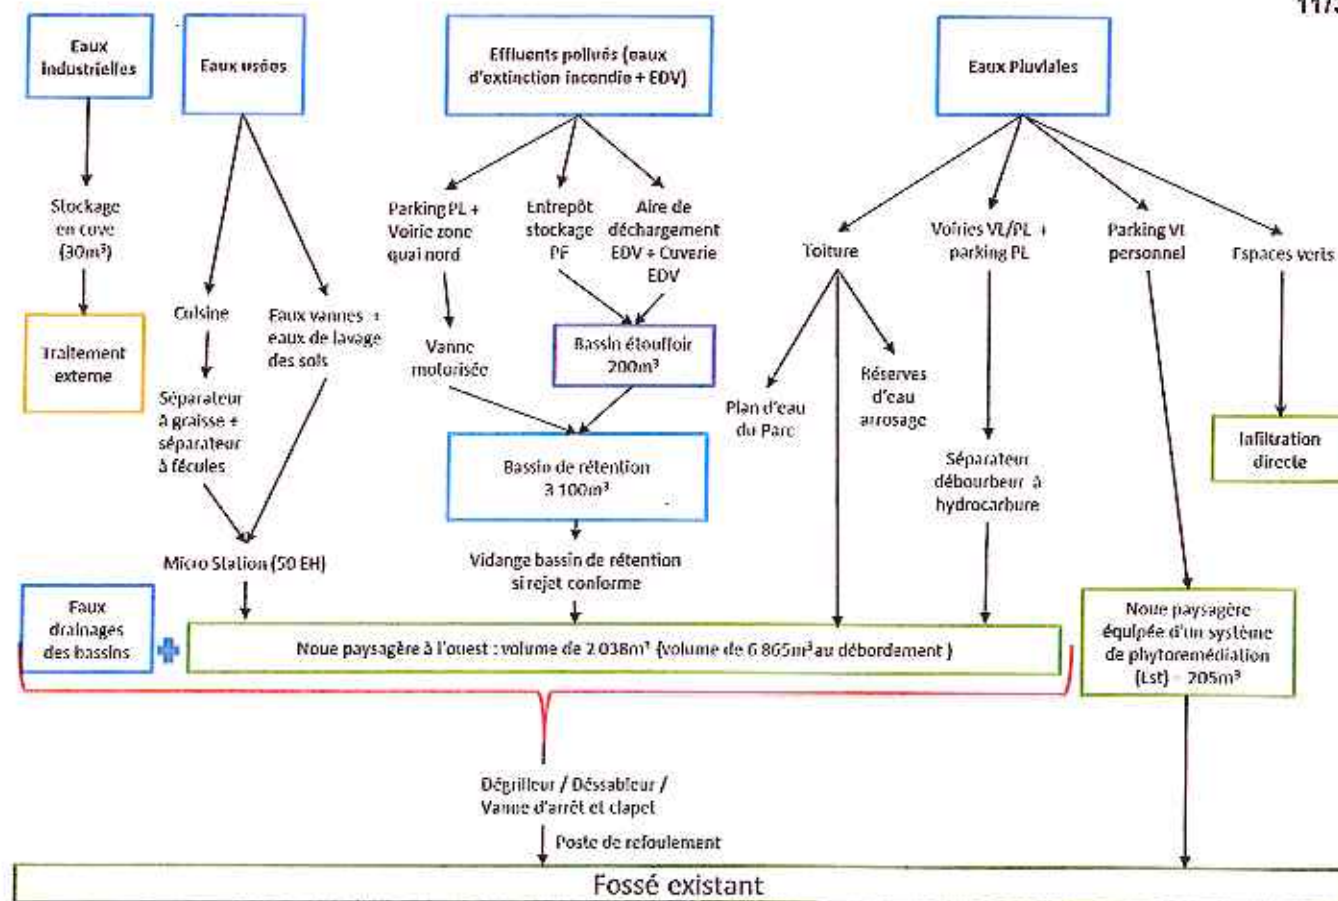 11/3
Eaux
industrielles
Eaux usées
Effluents pollués (eaux
d'extinction incendie + EDV)
Eaux Pluviales
Stockage
en cuve
(30m³)
Parking PL +
Voirie zone
quai nord
Entrepôt
stockage
PF
Aire de
déchargement
EDV + Cuverie
EDV
Toiture
Voiries VL/PL +
parking PL
Parking VL
personnel
Espaces verts
Traitement
externe
Cuisine
Eaux vannes +
eaux de lavage
des sols
Vanne
motorisée
Bassin étouffoir
200m³
Séparateur
à graisse +
séparateur
à fécules
Plan d'eau
du Parc
Réserves
d'eau
arrosage
Infiltration
directe
Bassin de rétention
3 100m³
Séparateur
débourbeur à
hydrocarbure
Micro Station (50 EH)
Vidange bassin de rétention
si rejet conforme
Eaux
drainages
des bassins
Noue paysagère à l'ouest : volume de 2 038m³ (volume de 6 865m³ au débordement )
Noue paysagère
équipée d'un système
de phytoremédiation
(Est) - 205m³
Dégrilleur / Déssableur /
Vanne d'arrêt et clapet
Poste de refoulement
Fossé existant